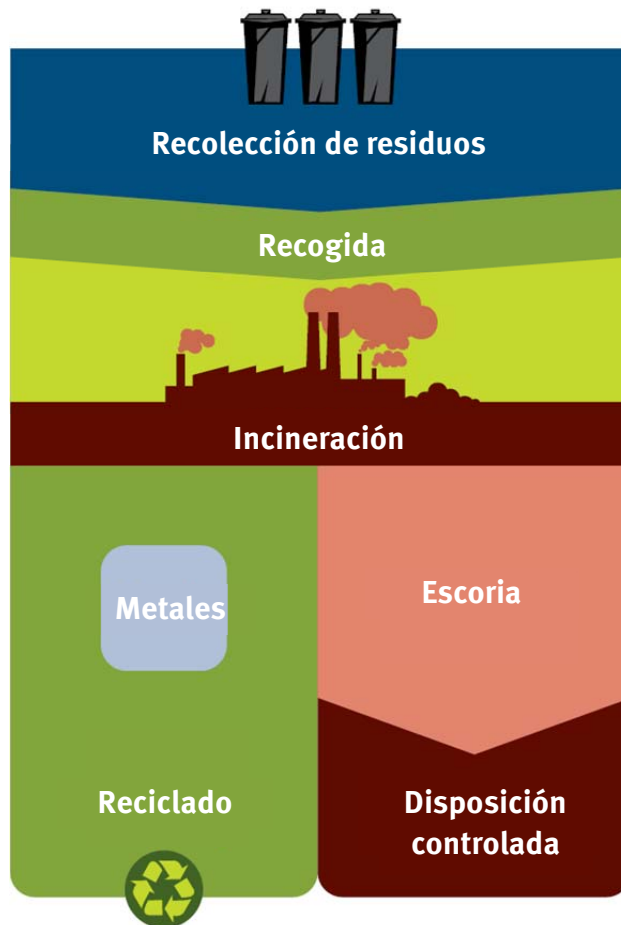 Recolección de residuos
Recogida
Incineración
Metales
Escoria
Reciclado
Disposición
controlada